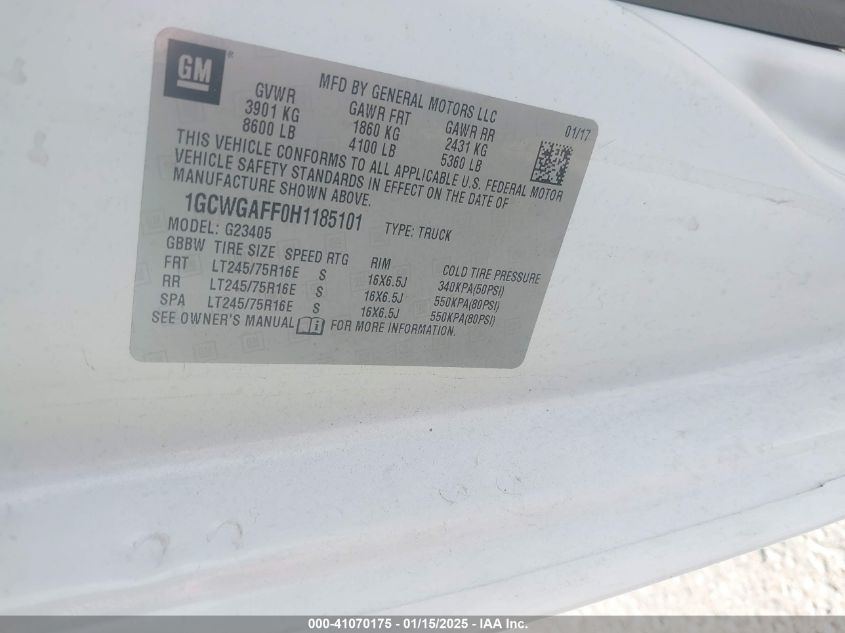 GM®
MFD BY GENERAL MOTORS LLC
01/17
GVWR GAWR FRT GAWR RR
3901 KG 1860 KG 2431 KG
8600 LB 4100 LB 5360 LB
THIS VEHICLE CONFORMS TO ALL APPLICABLE U.S. FEDERAL MOTOR
VEHICLE SAFETY STANDARDS IN EFFECT ON THE DATE OF
MANUFACTURE SHOWN ABOVE.
1GCWGAFF0H1185101 TYPE: TRUCK
MODEL: G23405
GBBW TIRE SIZE SPEED RTG RIM COLD TIRE PRESSURE
FRT LT245/75R16E S 16X6.5J 340KPA(50PSI)
RR LT245/75R16E S 16X6.5J 550KPA(80PSI)
SPA LT245/75R16E S 16X6.5J 550KPA(80PSI)
SEE OWNER'S MANUAL FOR MORE INFORMATION.
000-41070175 - 01/15/2025 - IAA Inc.